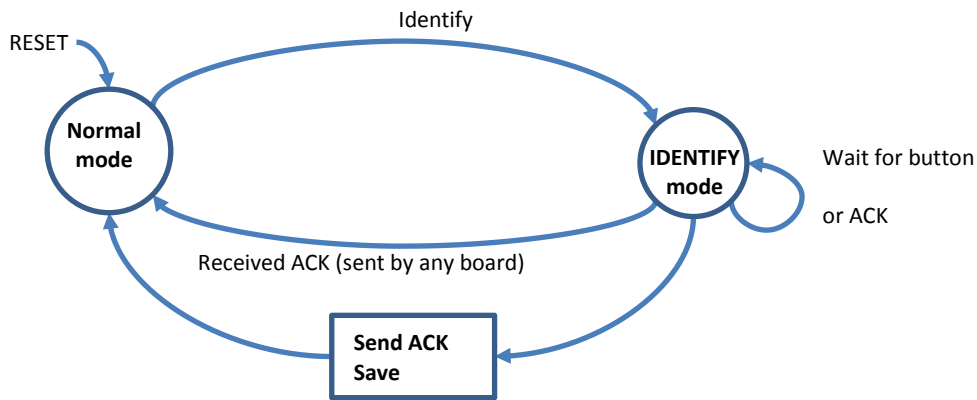 Identify
RESET
Normal
mode
IDENTIFY
mode
Wait for button
or ACK
Received ACK (sent by any board)
Send ACK
Save